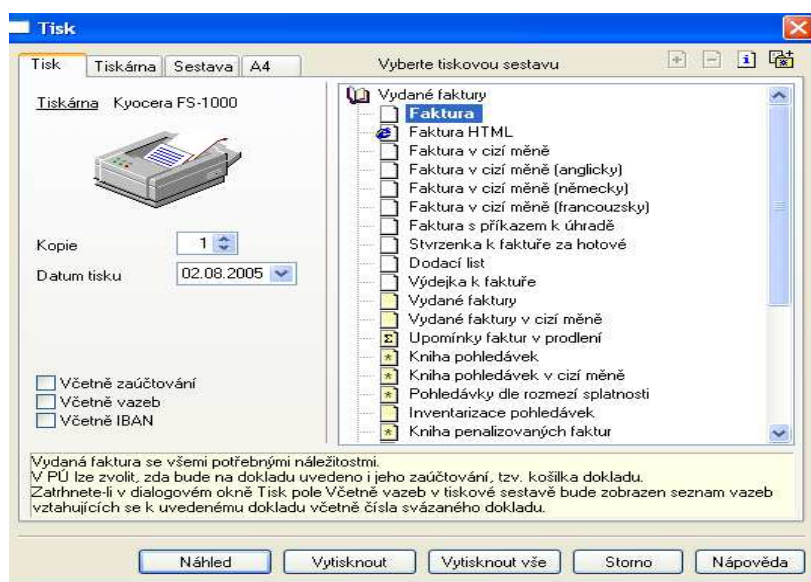 Tisk
Tisk
Tiskárna
Sestava
A4
Vyberte tiskovou sestavu
Tiskárna Kyocera FS-1000
Kopie 1
Datum tisku 02.08.2005
Včetně zaúčtování
Včetně vazeb
Včetně IBAN
Vydané faktury
Faktura
Faktura HTML
Faktura v cizí měně
Faktura v cizí měně (anglicky)
Faktura v cizí měně (německy)
Faktura v cizí měně (francouzsky)
Faktura s příkazem k úhradě
Stvrzenka k faktuře za hotové
Dodací list
Výdejka k faktuře
Vydané faktury
Vydané faktury v cizí měně
Upomínky faktur v prodlení
Kniha pohledávek
Kniha pohledávek v cizí měně
Pohledávky dle rozmezí splatnosti
Inventarizace pohledávek
Kniha penalizovaných faktur
Vydaná faktura se všemi potřebnými náležitostmi.
V PÚ lze zvolit, zda bude na dokladu uvedeno i jeho zaúčtování, tzv. košilka dokladu.
Zatrhnete-li v dialogovém okně Tisk pole Včetně vazeb v tiskové sestavě bude zobrazen seznam vazeb
vztahujících se k uvedenému dokladu včetně čísla svázaného dokladu.
Náhled
Vytisknout
Vytisknout vše
Storno
Nápověda